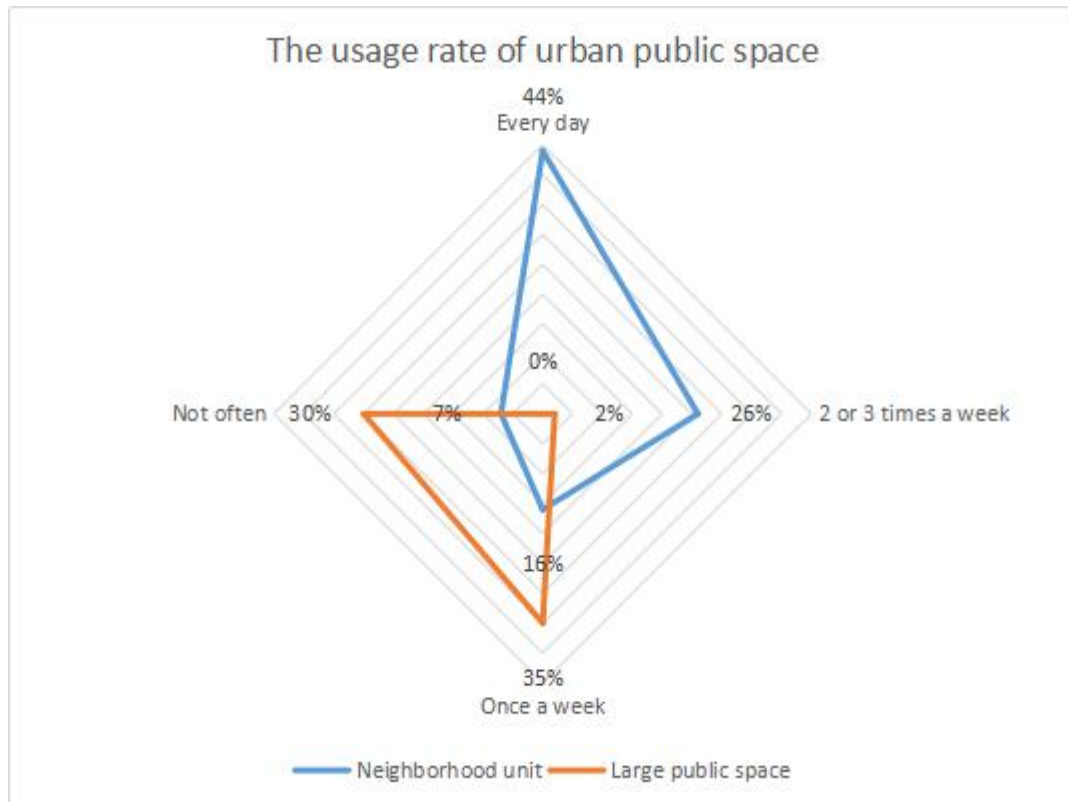 The usage rate of urban public space
44%
Every day
0%
Not often 30% 7% 2% 26% 2 or 3 times a week
16%
35%
Once a week
Neighborhood unit Large public space